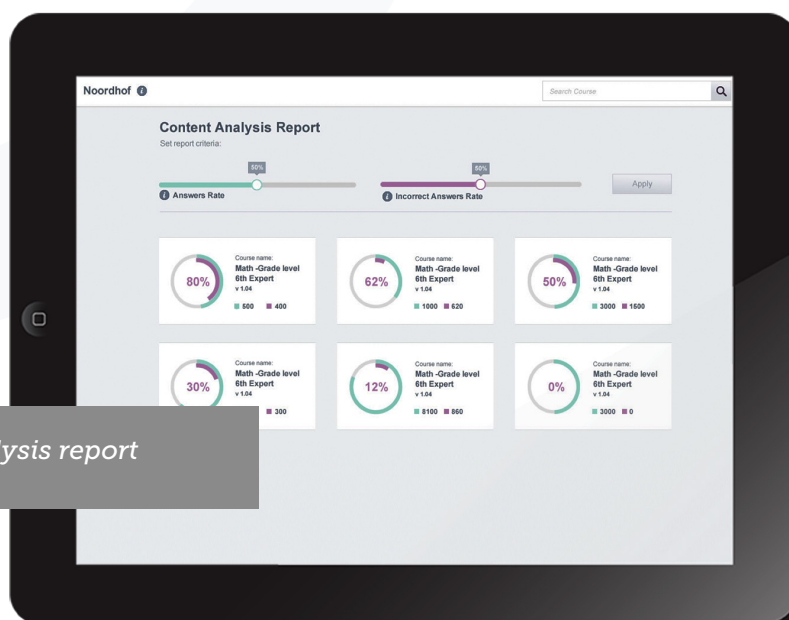 Noordhof
Search Course
Content Analysis Report
Set report criteria:
50%
50%
Answers Rate
Incorrect Answers Rate
Apply
80%
Course name:
Math -Grade level
6th Expert
v 1.04
500 400
62%
Course name:
Math -Grade level
6th Expert
v 1.04
1000 620
50%
Course name:
Math -Grade level
6th Expert
v 1.04
3000 1500
30%
Course name:
Math -Grade level
6th Expert
v 1.04
300
12%
Course name:
Math -Grade level
6th Expert
v 1.04
8100 860
0%
Course name:
Math -Grade level
6th Expert
v 1.04
3000 0
report